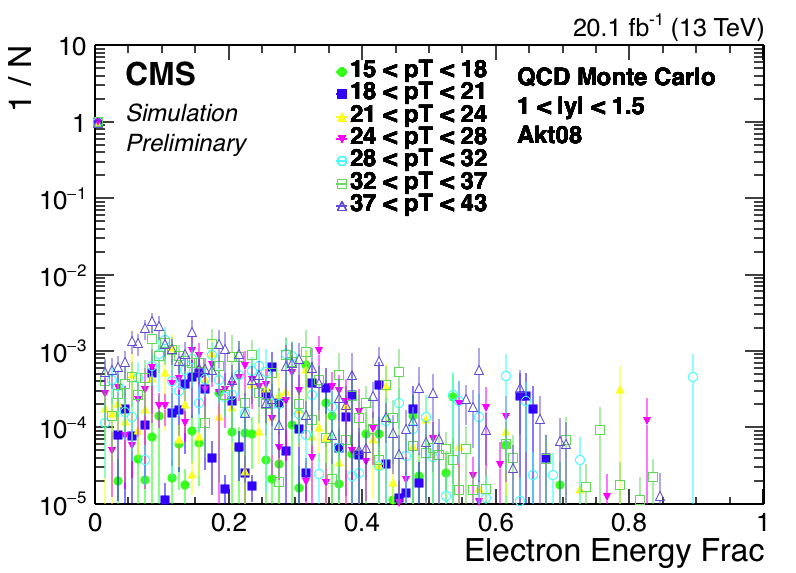 20.1 fb⁻¹ (13 TeV)
1 / N
CMS
Simulation
Preliminary
15 < pT < 18
18 < pT < 21
21 < pT < 24
24 < pT < 28
28 < pT < 32
32 < pT < 37
37 < pT < 43
QCD Monte Carlo
1 < |y| < 1.5
Akt08
10
1
10⁻¹
10⁻²
10⁻³
10⁻⁴
10⁻⁵
0 0.2 0.4 0.6 0.8 1
Electron Energy Frac